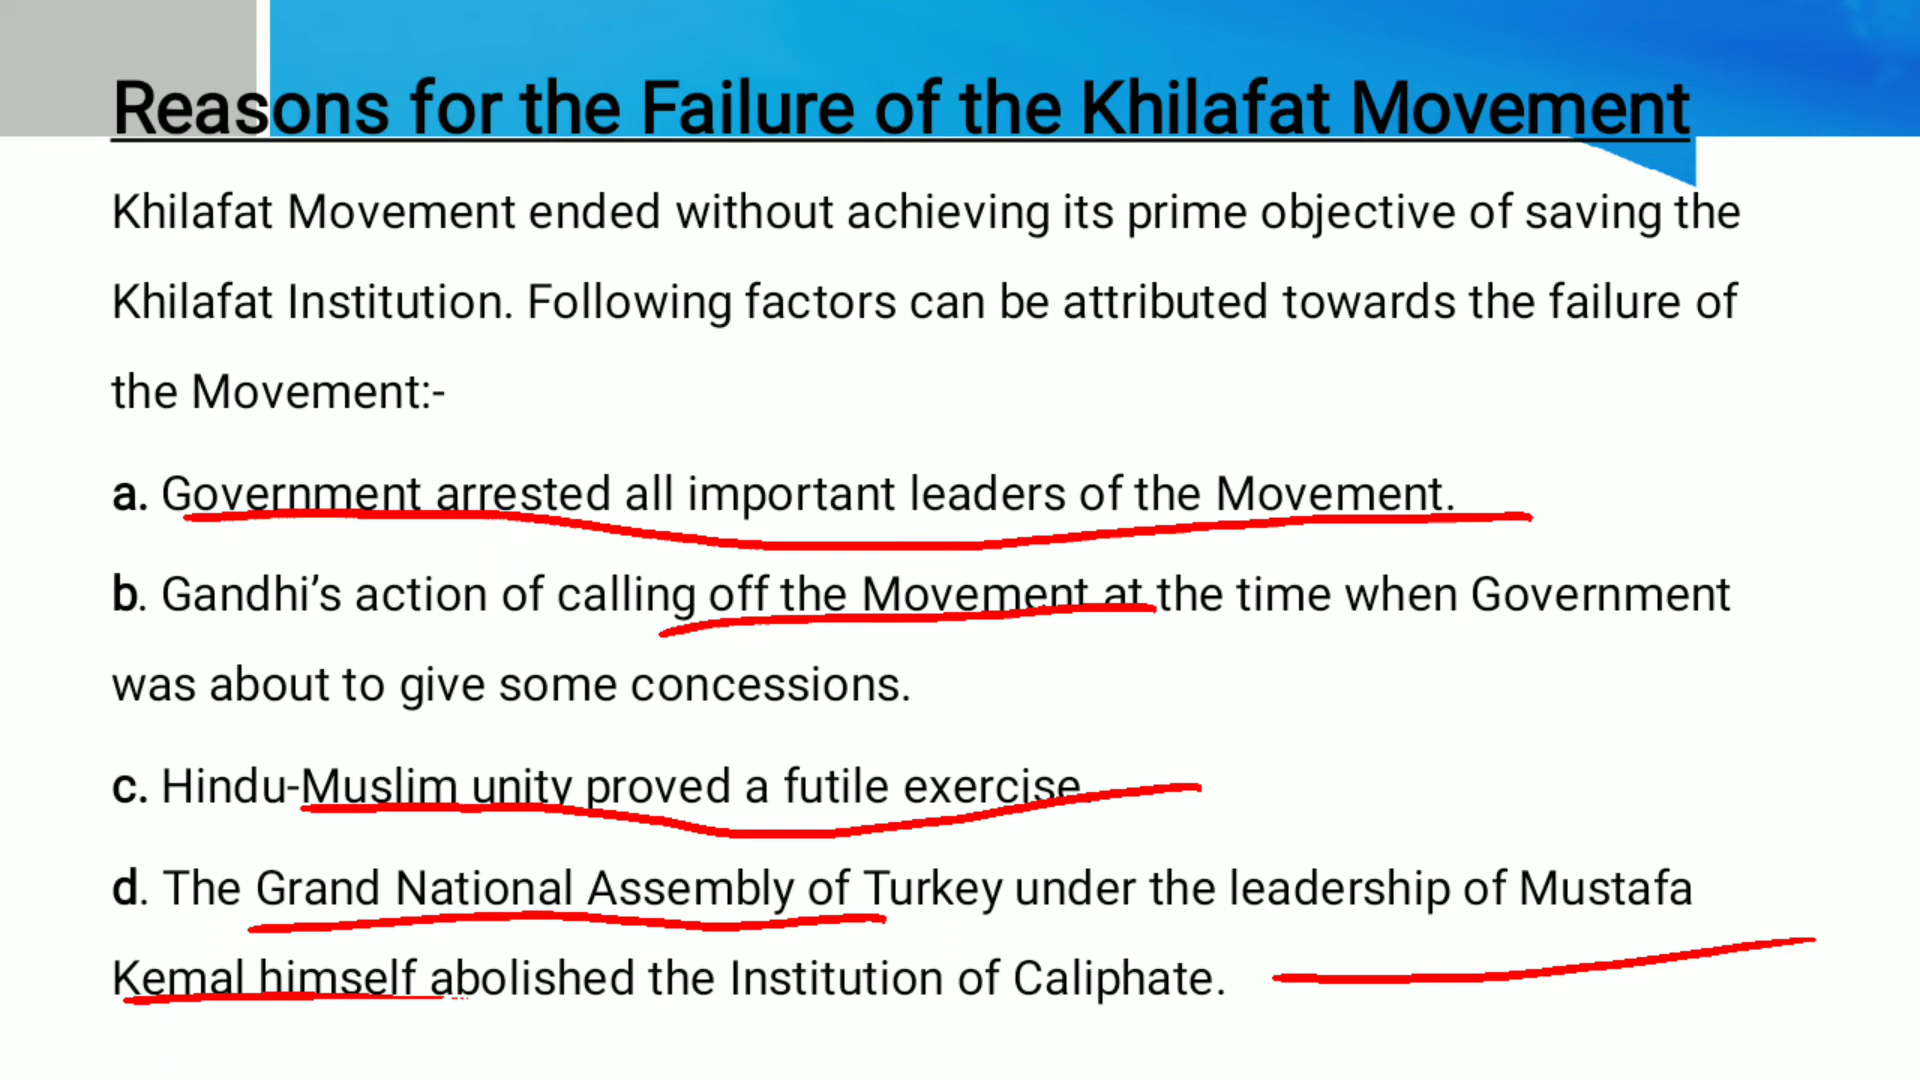 Reasons for the Failure of the Khilafat Movement
Khilafat Movement ended without achieving its prime objective of saving the
Khilafat Institution. Following factors can be attributed towards the failure of
the Movement:-
a. Government arrested all important leaders of the Movement.
b. Gandhi’s action of calling off the Movement at the time when Government
was about to give some concessions.
c. Hindu-Muslim unity proved a futile exercise.
d. The Grand National Assembly of Turkey under the leadership of Mustafa
Kemal himself abolished the Institution of Caliphate.